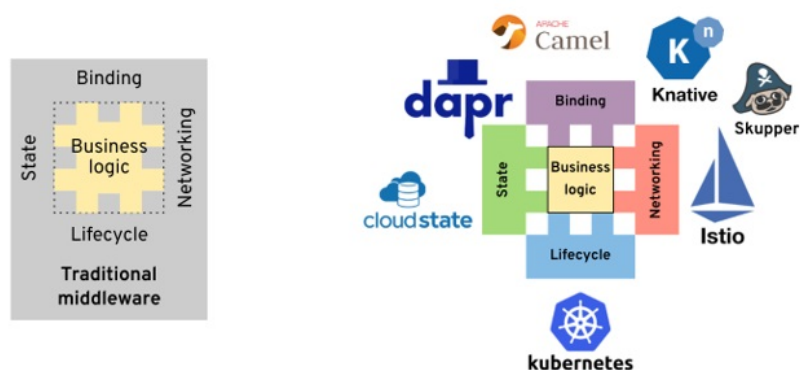 Binding
State
Business
logic
Networking
Lifecycle
Traditional
middleware
APACHE
Camel
K
n
Knative
dapr
Skupper
Binding
State
Business
logic
Networking
cloudstate
Istio
Lifecycle
kubernetes